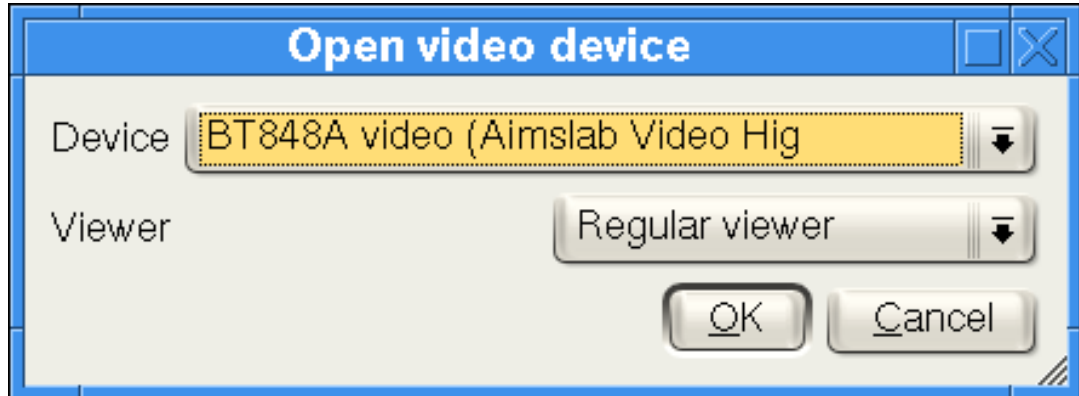 Open video device
Device BT848A video (Aimslab Video Hig
Viewer Regular viewer
OK Cancel